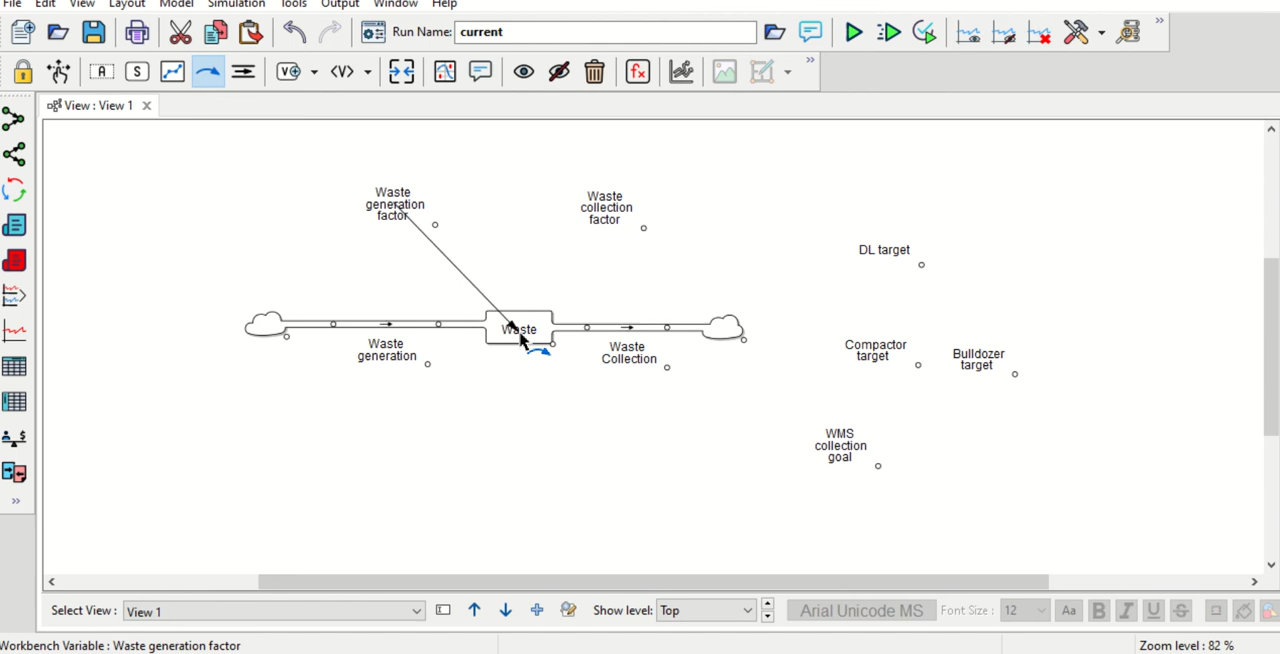 File Edit View Layout Model Simulation Tools Output Window Help
Run Name: current
A S V <V> fx
View : View 1
Waste
generation
factor
Waste
collection
factor
DL target
Waste
Waste
generation
Waste
Collection
Compactor
target
Bulldozer
target
WMS
collection
goal
Select View : View 1 Show level: Top Arial Unicode MS Font Size : 12 Aa B I U S
Workbench Variable : Waste generation factor Zoom level : 82 %